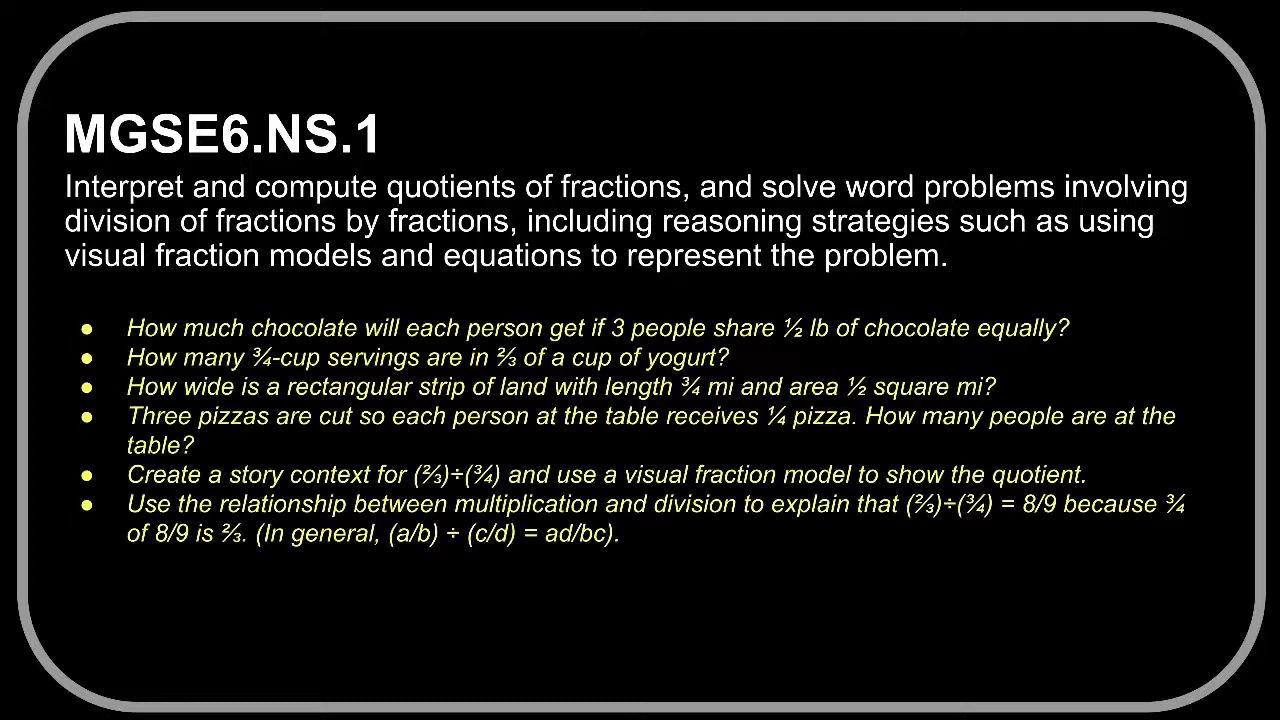 MGSE6.NS.1
Interpret and compute quotients of fractions, and solve word problems involving
division of fractions by fractions, including reasoning strategies such as using
visual fraction models and equations to represent the problem.
● How much chocolate will each person get if 3 people share ½ lb of chocolate equally?
● How many ¾-cup servings are in ⅔ of a cup of yogurt?
● How wide is a rectangular strip of land with length ¾ mi and area ½ square mi?
● Three pizzas are cut so each person at the table receives ¼ pizza. How many people are at the
table?
● Create a story context for (⅔)÷(¾) and use a visual fraction model to show the quotient.
● Use the relationship between multiplication and division to explain that (⅔)÷(¾) = 8/9 because ¾
of 8/9 is ⅔. (In general, (a/b) ÷ (c/d) = ad/bc).